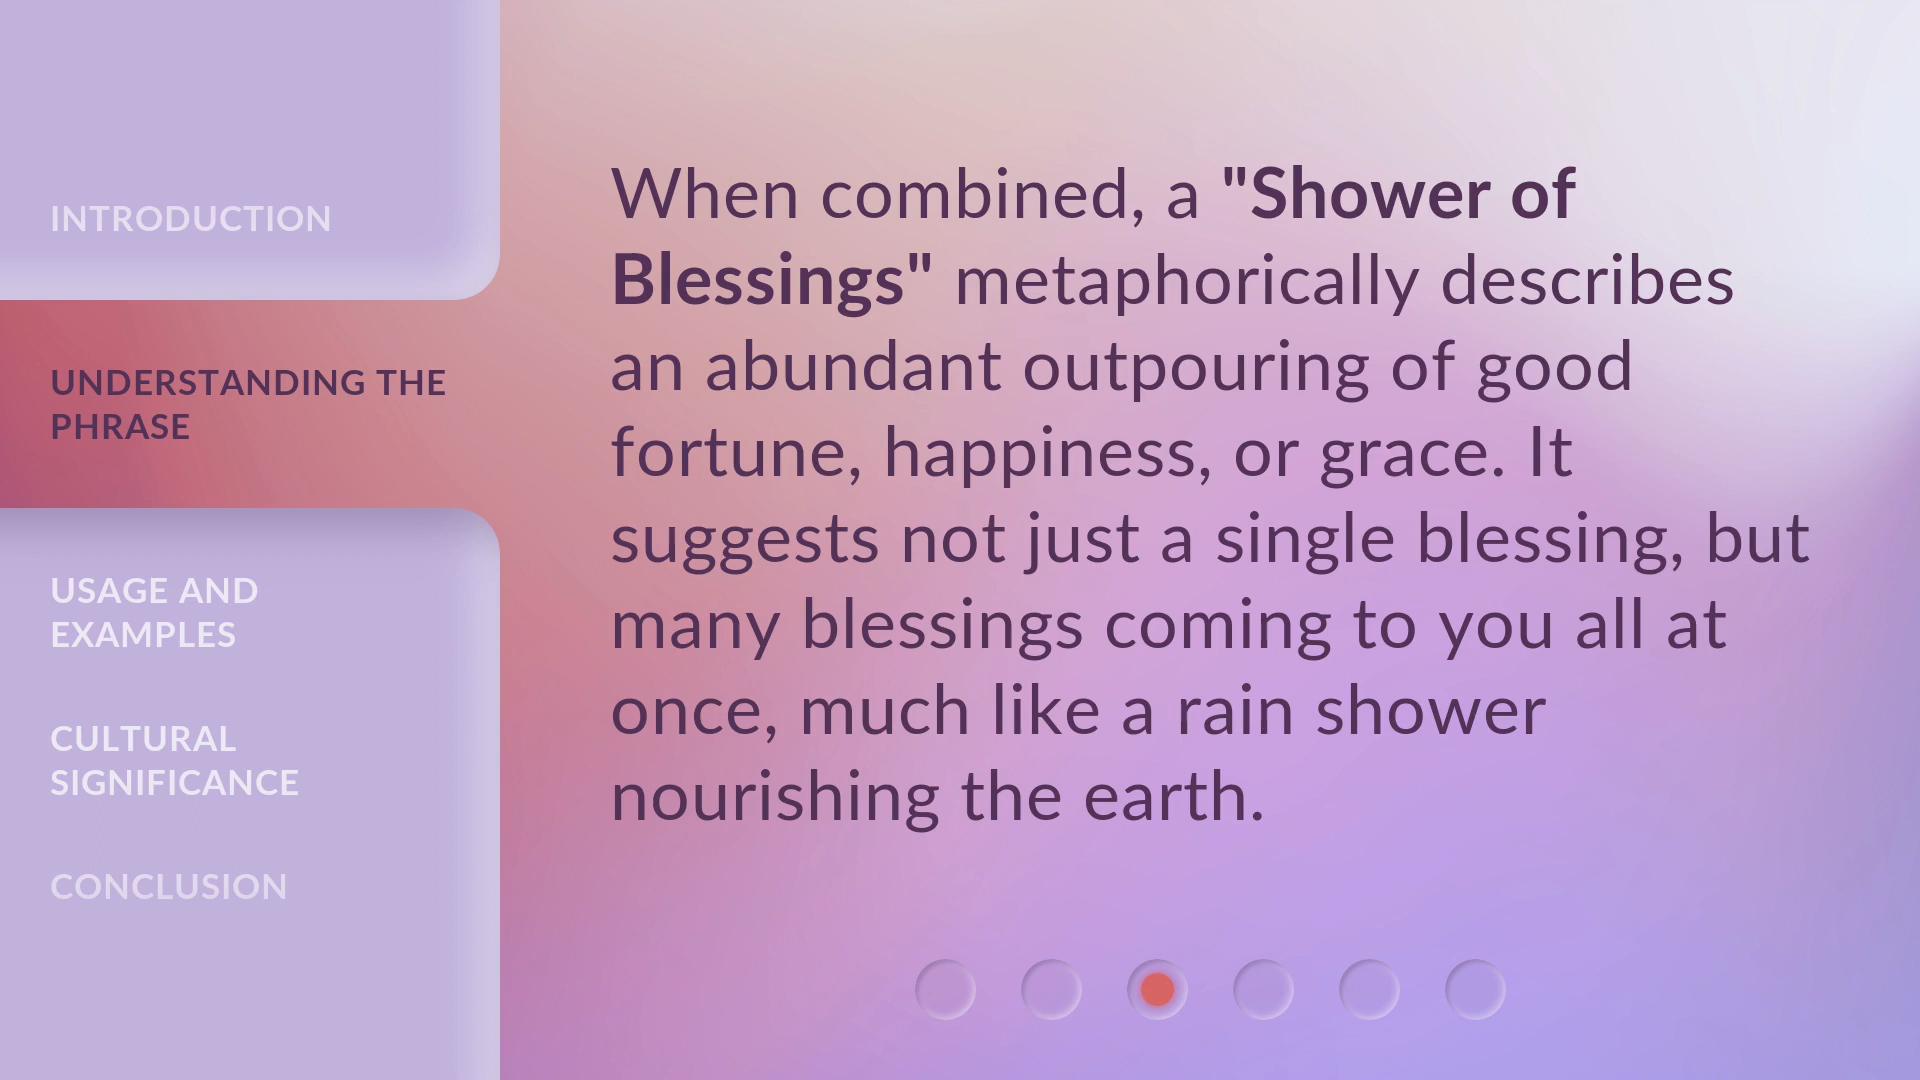 INTRODUCTION
UNDERSTANDING THE
PHRASE
USAGE AND
EXAMPLES
CULTURAL
SIGNIFICANCE
CONCLUSION
When combined, a "Shower of
Blessings" metaphorically describes
an abundant outpouring of good
fortune, happiness, or grace. It
suggests not just a single blessing, but
many blessings coming to you all at
once, much like a rain shower
nourishing the earth.